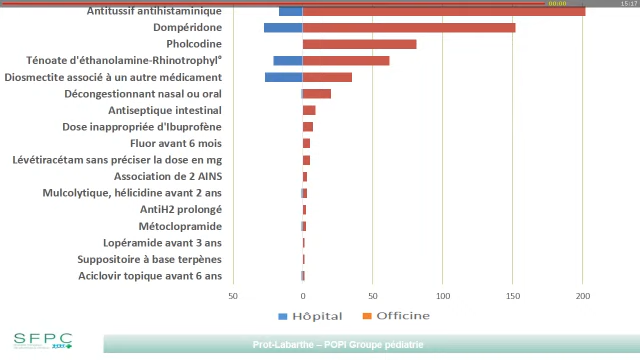 00:00
15:17
Antitussif antihistaminique
Dompéridone
Pholcodine
Ténoate d'éthanolamine-Rhinotrophyl°
Diosmectite associé à un autre médicament
Décongestionnant nasal ou oral
Antiseptique intestinal
Dose inappropriée d'Ibuprofène
Fluor avant 6 mois
Lévétiracétam sans préciser la dose en mg
Association de 2 AINS
Mulcolytique, hélicidine avant 2 ans
AntiH2 prolongé
Métoclopramide
Lopéramide avant 3 ans
Suppositoire à base terpènes
Aciclovir topique avant 6 ans
50 0 50 100 150 200
Hôpital Officine
SFPC
Prot-Labarthe – POPI Groupe pédiatrie